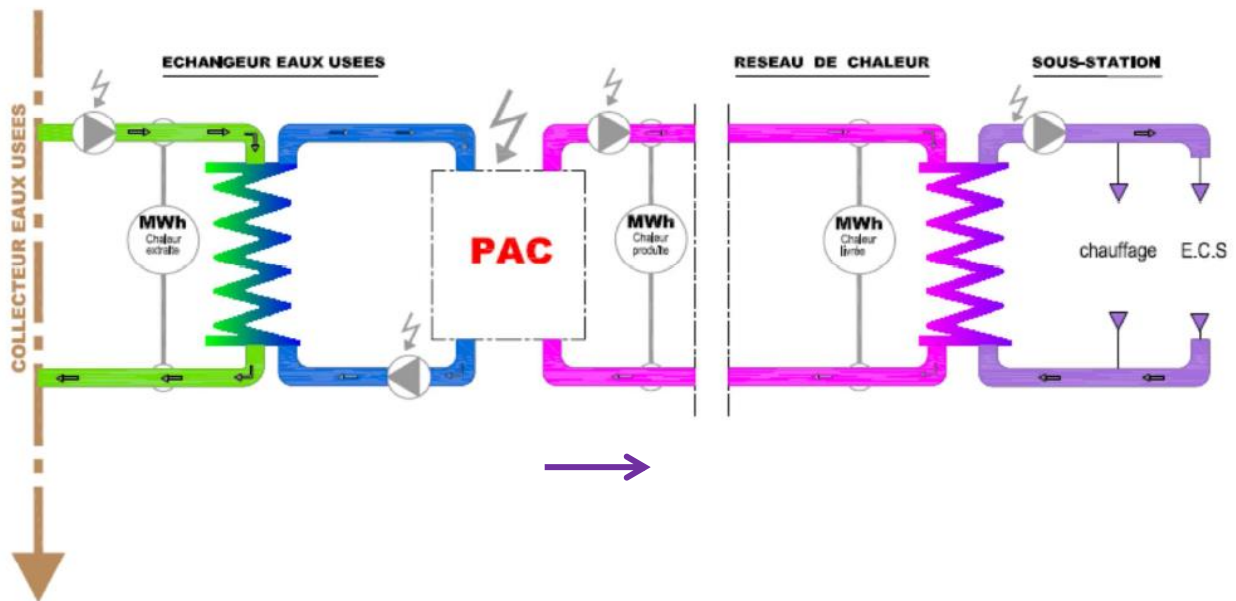 ECHANGEUR EAUX USEES
RESEAU DE CHALEUR
SOUS-STATION
COLLECTEUR EAUX USEES
MWh
Chaleur
extraite
PAC
MWh
Chaleur
produite
MWh
Chaleur
livrée
chauffage
E.C.S